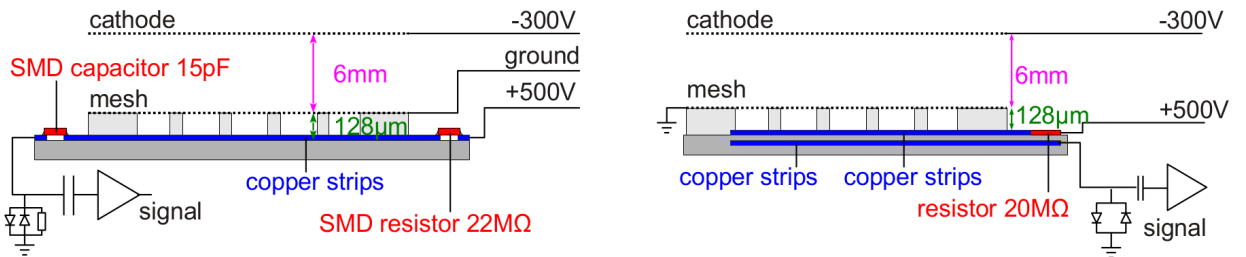 cathode
-300V
SMD capacitor 15pF
6mm
ground
mesh
+500V
128µm
copper strips
signal
SMD resistor 22MΩ
cathode
-300V
6mm
mesh
+500V
128µm
copper strips
copper strips
resistor 20MΩ
signal